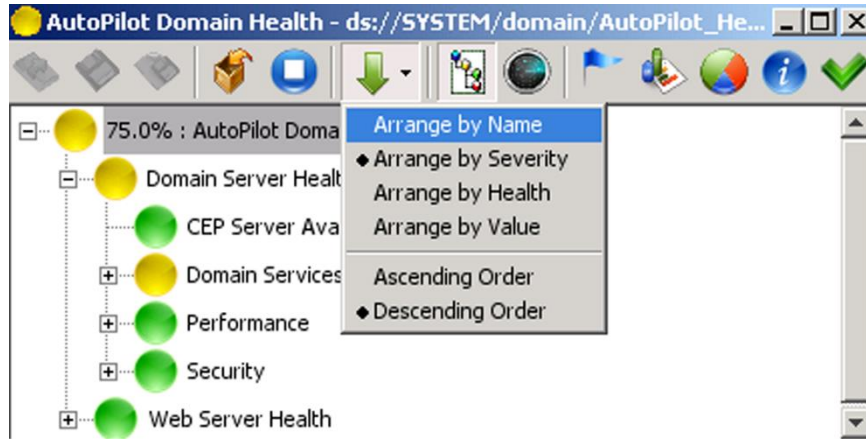 AutoPilot Domain Health - ds://SYSTEM/domain/AutoPilot_He...
75.0% : AutoPilot Doma
Domain Server Healt
CEP Server Ava
Domain Services
Performance
Security
Web Server Health
Arrange by Name
Arrange by Severity
Arrange by Health
Arrange by Value
Ascending Order
Descending Order